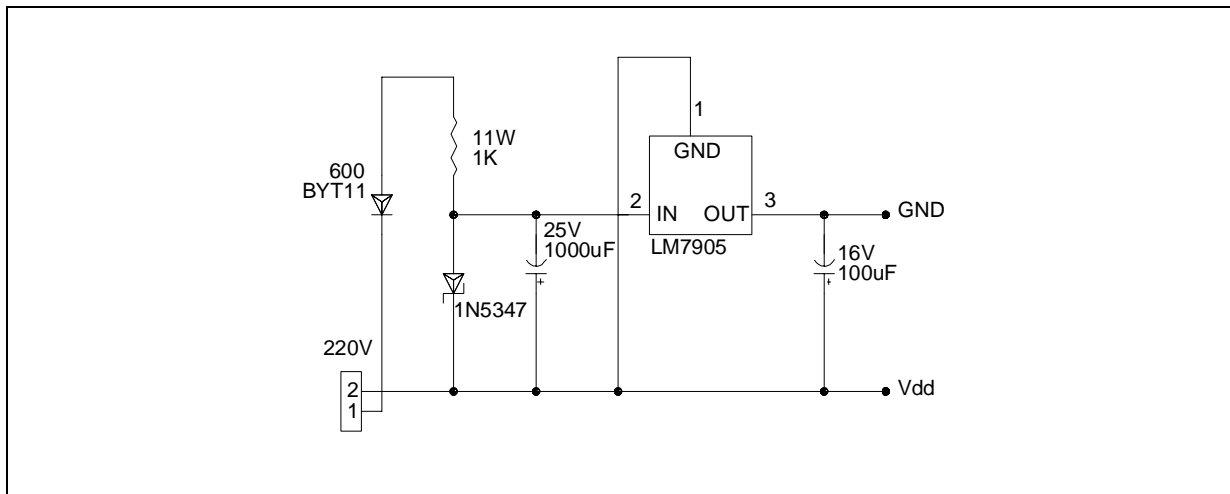 1
11W
1K
GND
600
BYT11
2
IN
OUT
3
GND
LM7905
25V
1000uF
+
16V
100uF
+
1N5347
220V
2
1
Vdd